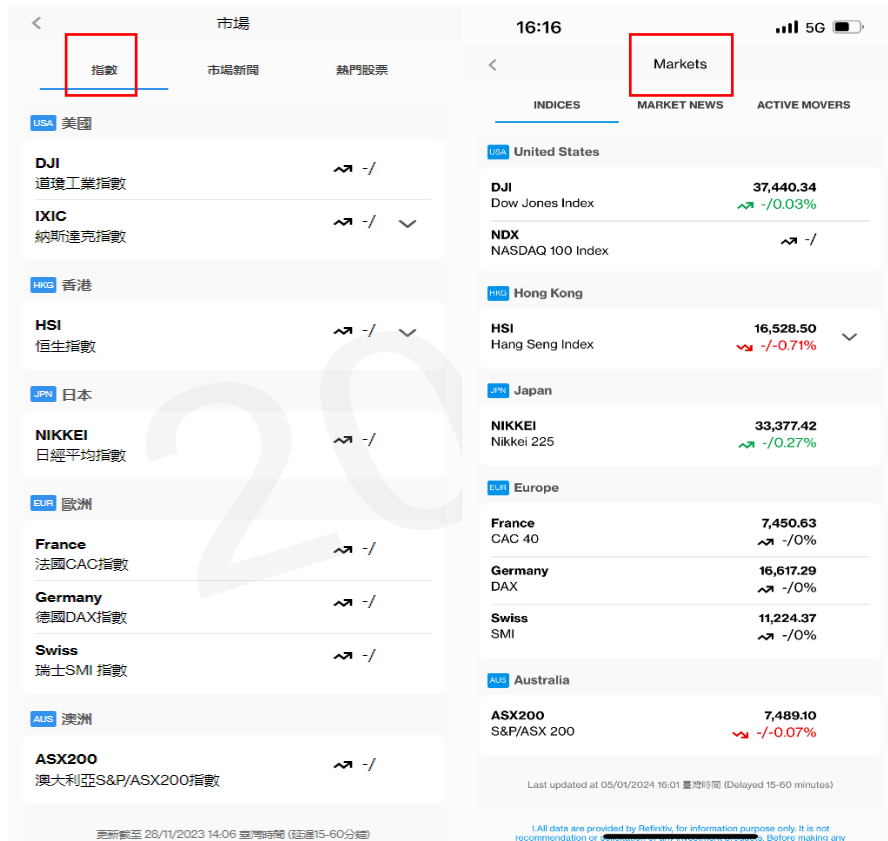 市場
指數 市場新聞 熱門股票
USA 美國
DJI
道瓊工業指數
-/
IXIC
納斯達克指數
-/
HKG 香港
HSI
恒生指數
-/
JPN 日本
NIKKEI
日經平均指數
-/
EUR 歐洲
France
法國CAC指數
-/
Germany
德國DAX指數
-/
Swiss
瑞士SMI 指數
-/
AUS 澳洲
ASX200
澳大利亞S&P/ASX200指數
-/
更新截至 28/11/2023 14:06 臺灣時間 (延遲15-60分鐘)
20
16:16 5G
Markets
INDICES MARKET NEWS ACTIVE MOVERS
USA United States
DJI 37,440.34
Dow Jones Index -/0.03%
NDX
NASDAQ 100 Index -/
HKG Hong Kong
HSI 16,528.50
Hang Seng Index -/-0.71%
JPN Japan
NIKKEI 33,377.42
Nikkei 225 -/0.27%
EUR Europe
France 7,450.63
CAC 40 -/0%
Germany 16,617.29
DAX -/0%
Swiss 11,224.37
SMI -/0%
AUS Australia
ASX200 7,489.10
S&P/ASX 200 -/-0.07%
Last updated at 05/01/2024 16:01 臺灣時間 (Delayed 15-60 minutes)
1.All data are provided by Refinitiv, for information purpose only. It is not
recommendation or solicitation of any investment products. Before making any